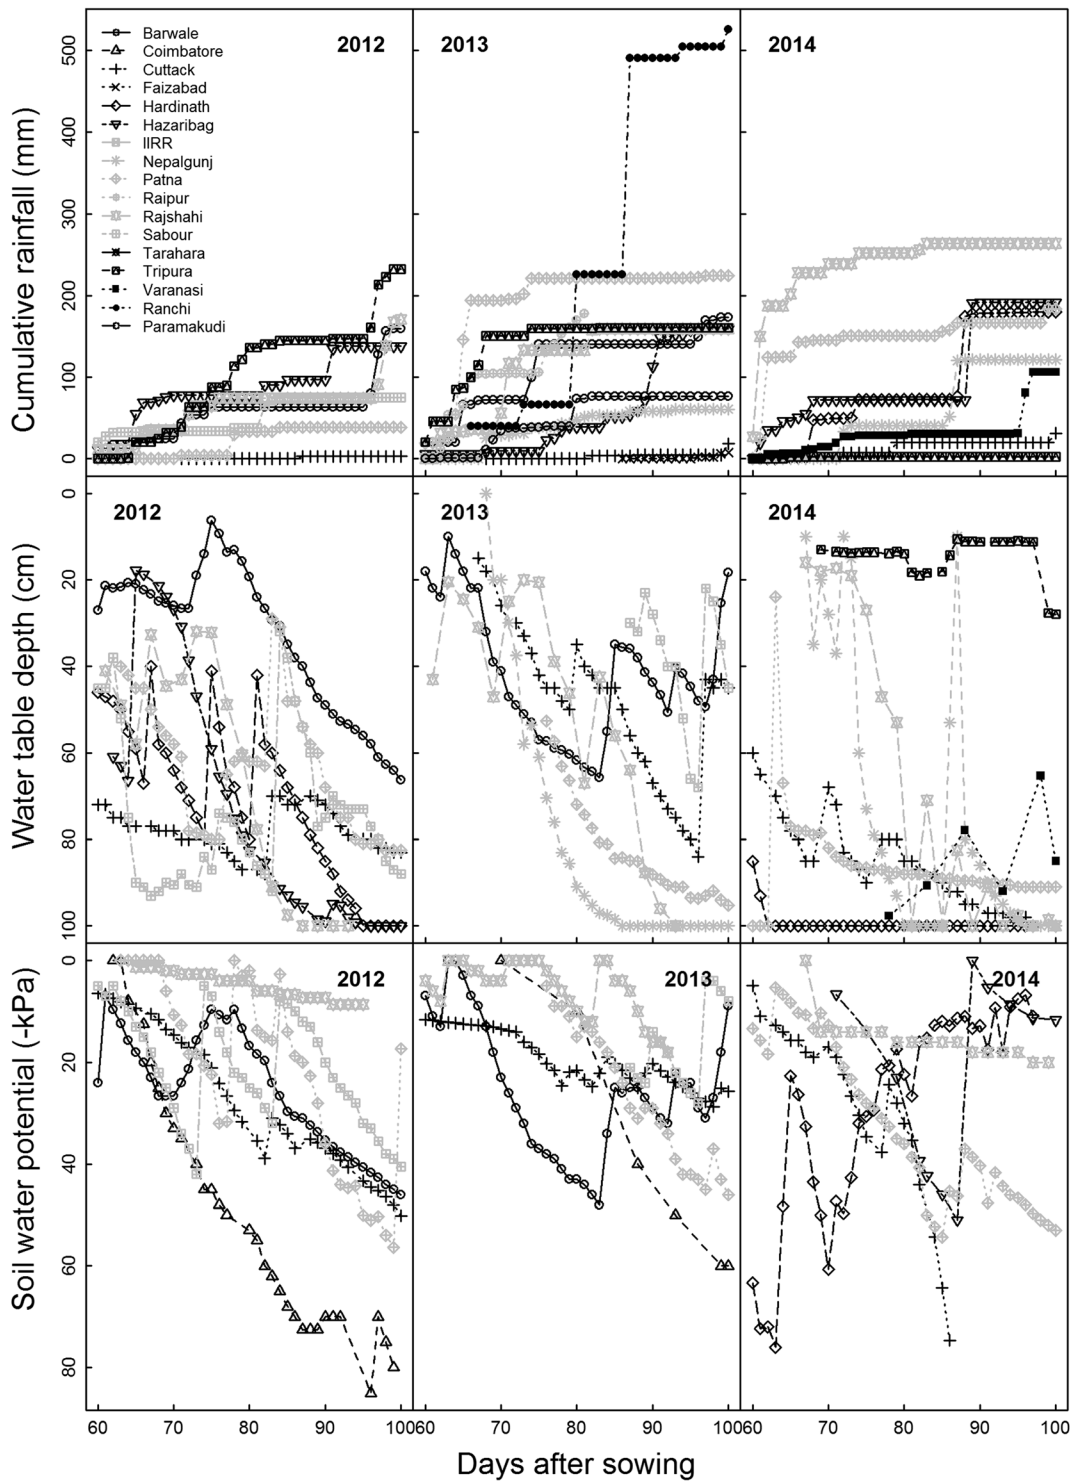 2012
2013
2014
Barwale
Coimbatore
Cuttack
Faizabad
Hardinath
Hazaribag
IIRR
Nepalgunj
Patna
Raipur
Rajshahi
Sabour
Tarahara
Tripura
Varanasi
Ranchi
Paramakudi
Cumulative rainfall (mm)
500
400
300
200
100
0
2012
2013
2014
Water table depth (cm)
0
20
40
60
80
100
2012
2013
2014
Soil water potential (-kPa)
0
20
40
60
80
60 70 80 90 100
60 70 80 90 100
60 70 80 90 100
Days after sowing